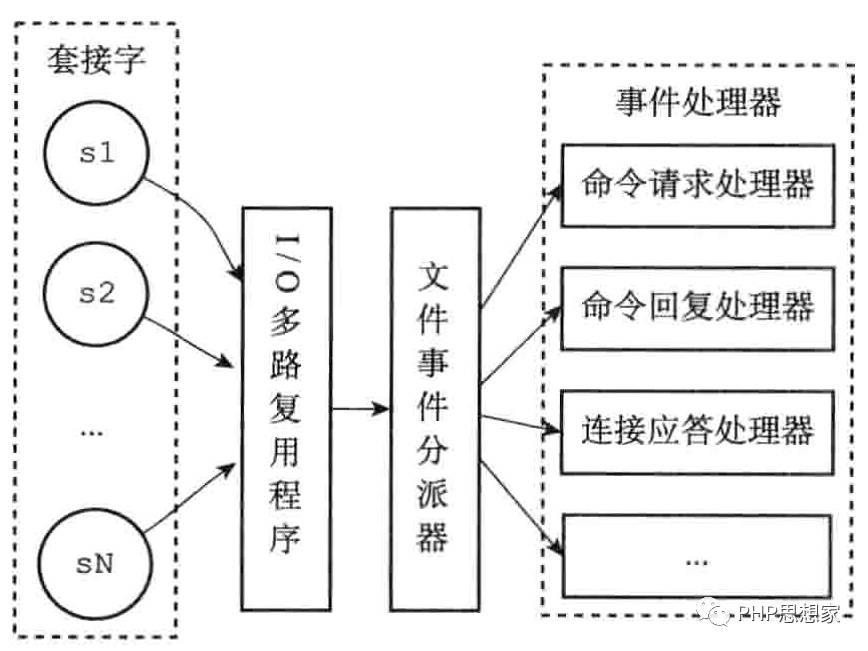 套接字
s1
s2
...
sN
I/O多路复用程序
文件事件分派器
事件处理器
命令请求处理器
命令回复处理器
连接应答处理器
...
PHP思想家